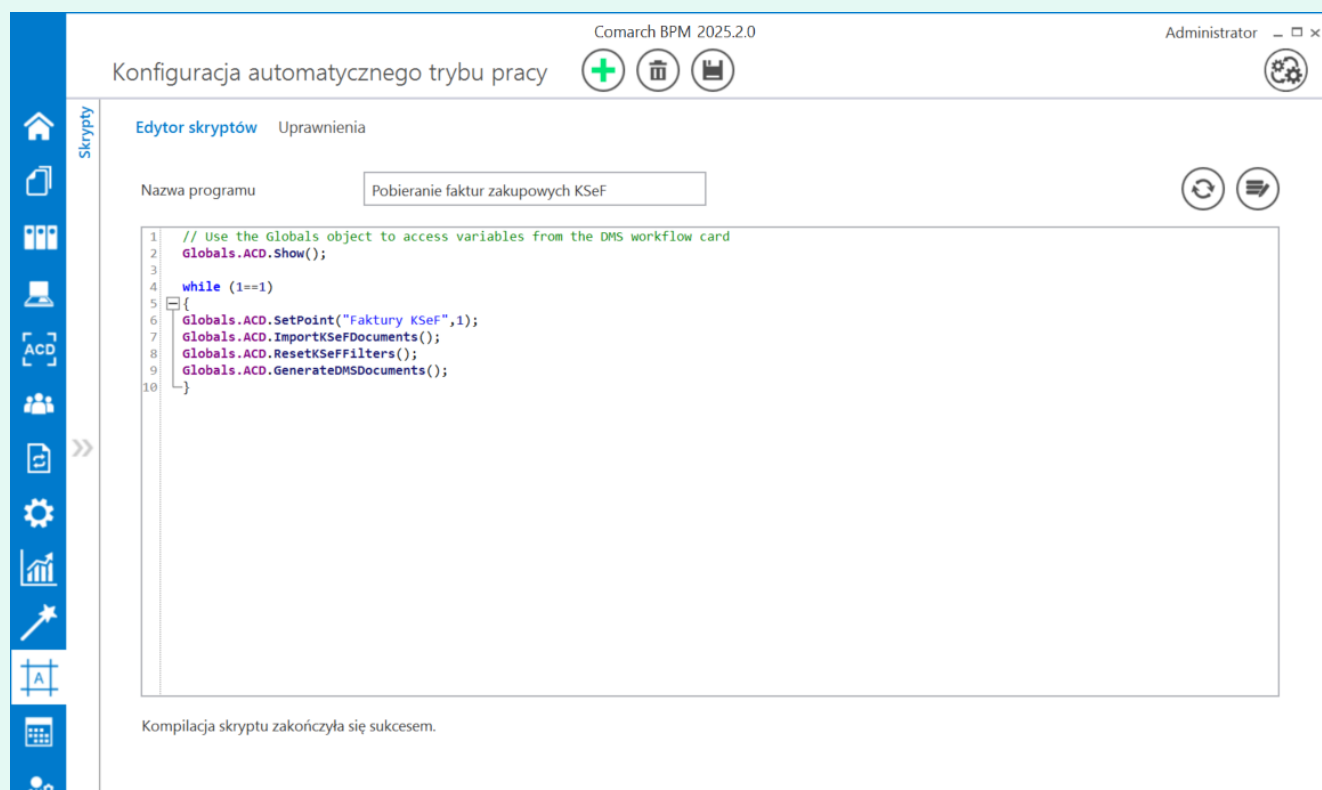 Comarch BPM 2025.2.0
Administrator
Konfiguracja automatycznego trybu pracy
Skrypty
Edytor skryptów Uprawnienia
Nazwa programu Pobieranie faktur zakupowych KSeF
1 // Use the Globals object to access variables from the DMS workflow card
2 Globals.ACD.Show();
3
4 while (1==1)
5 {
6 Globals.ACD.SetPoint("Faktury KSeF",1);
7 Globals.ACD.ImportKSeFDocuments();
8 Globals.ACD.ResetKSeFFilters();
9 Globals.ACD.GenerateDMSDocuments();
10 }
ACD
A
Kompilacja skryptu zakończyła się sukcesem.